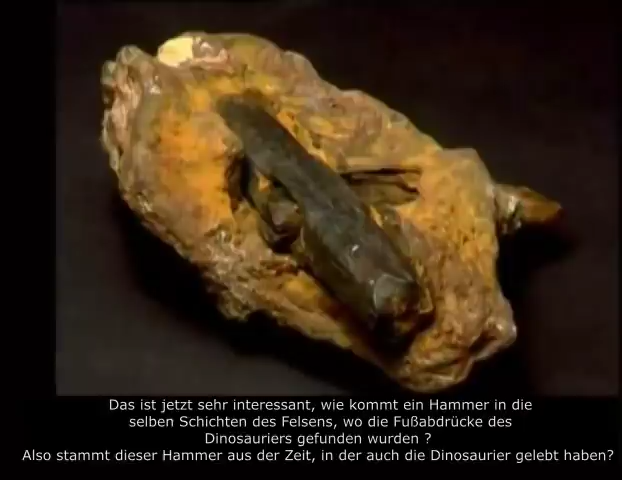 Das ist jetzt sehr interessant, wie kommt ein Hammer in die
selben Schichten des Felsens, wo die Fußabdrücke des
Dinosauriers gefunden wurden ?
Also stammt dieser Hammer aus der Zeit, in der auch die Dinosaurier gelebt haben?